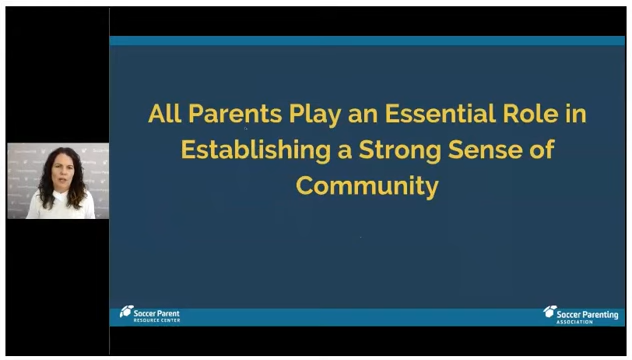 All Parents Play an Essential Role in
Establishing a Strong Sense of
Community
Soccer Parent
RESOURCE CENTER
Soccer Parenting
ASSOCIATION